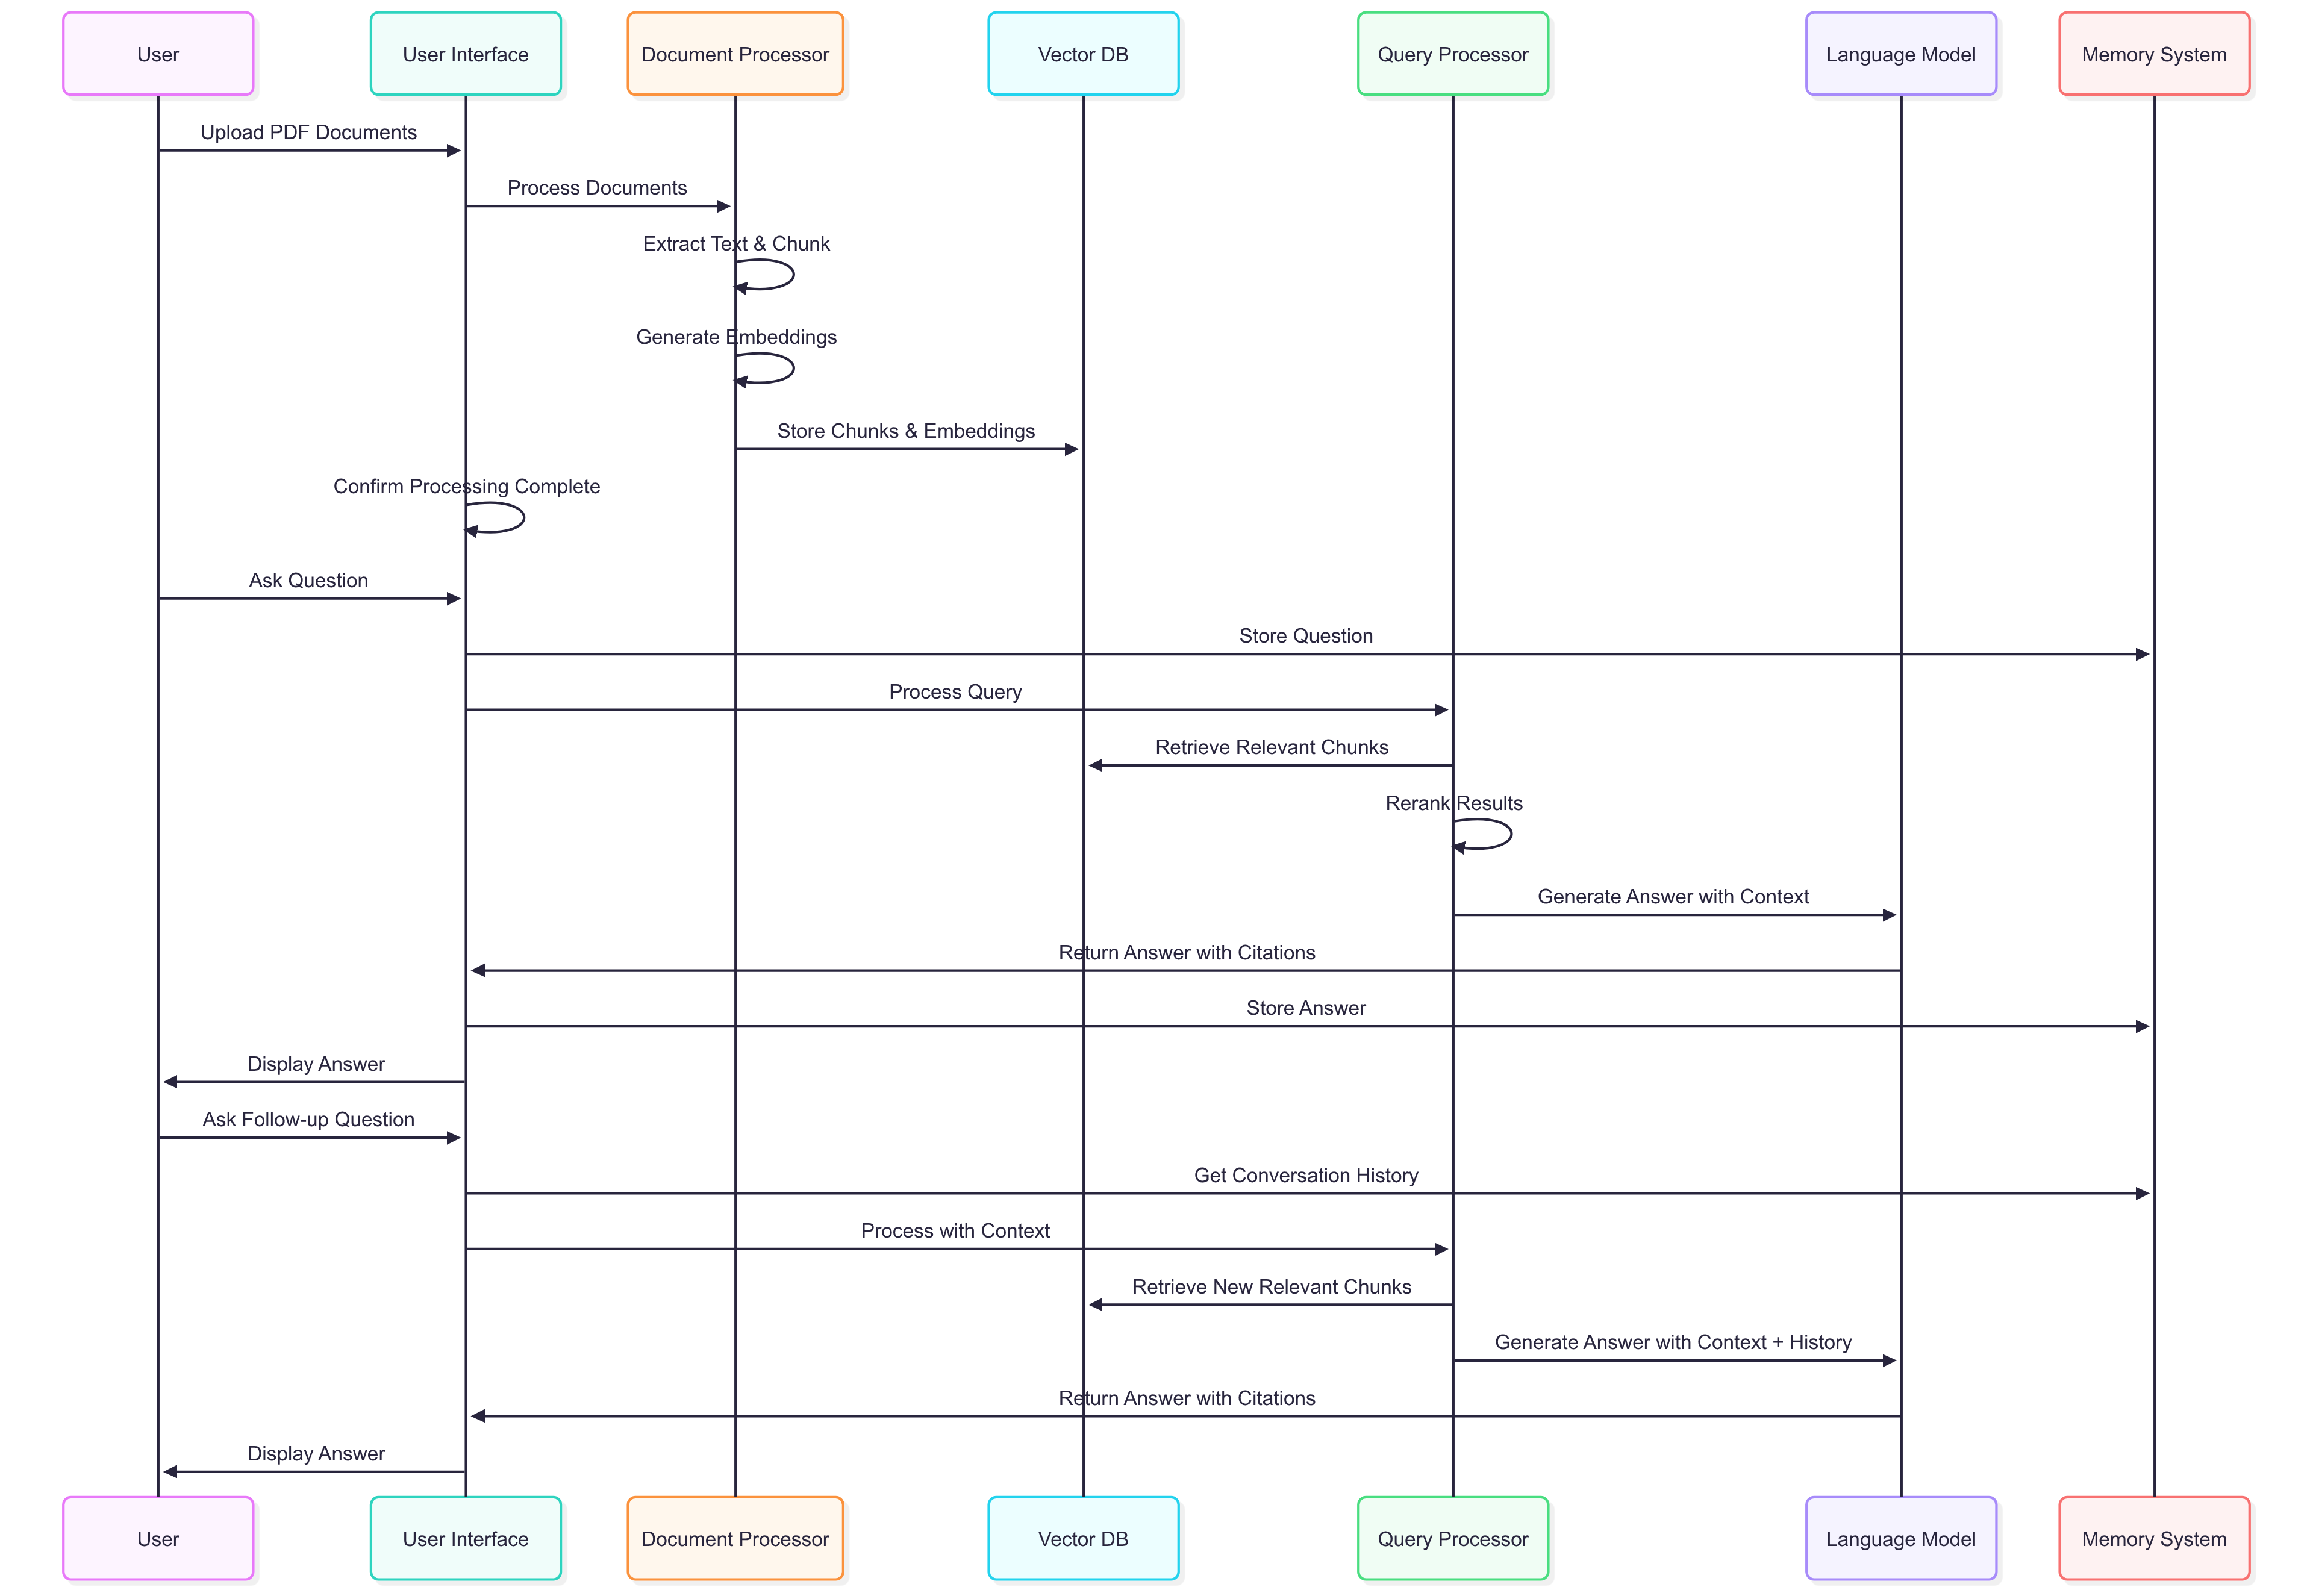 User
User Interface
Document Processor
Vector DB
Query Processor
Language Model
Memory System
Upload PDF Documents
Process Documents
Extract Text & Chunk
Generate Embeddings
Store Chunks & Embeddings
Confirm Processing Complete
Ask Question
Store Question
Process Query
Retrieve Relevant Chunks
Rerank Results
Generate Answer with Context
Return Answer with Citations
Store Answer
Display Answer
Ask Follow-up Question
Get Conversation History
Process with Context
Retrieve New Relevant Chunks
Generate Answer with Context + History
Return Answer with Citations
Display Answer
User
User Interface
Document Processor
Vector DB
Query Processor
Language Model
Memory System